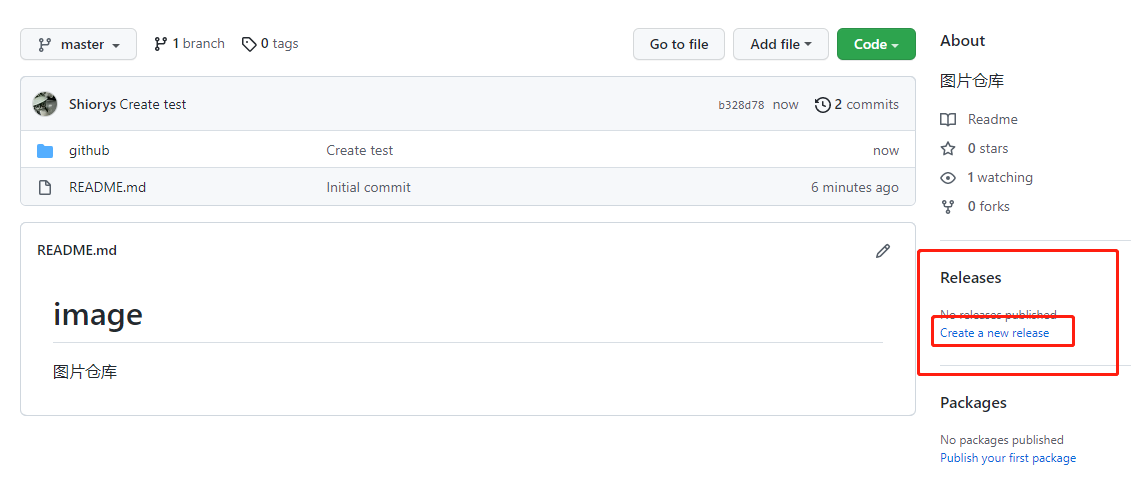 master
1 branch
0 tags
Go to file
Add file
Code
Shiorys Create test
b328d78 now
2 commits
github
Create test
now
README.md
Initial commit
6 minutes ago
README.md
image
图片仓库
About
图片仓库
Readme
0 stars
1 watching
0 forks
Releases
No releases published
Create a new release
Packages
No packages published
Publish your first package